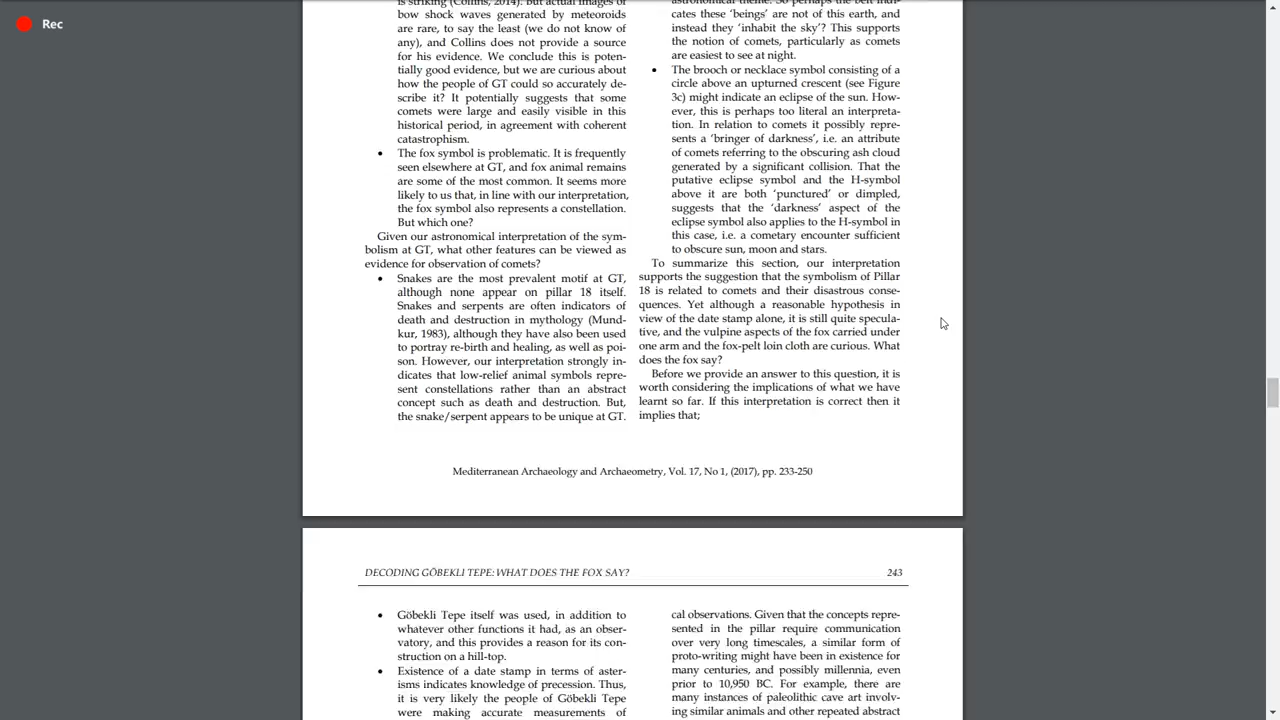 Rec
is striking (Collins, 2014). But actual images of
bow shock waves generated by meteoroids
are rare, to say the least (we do not know of
any), and Collins does not provide a source
for his evidence. We conclude this is poten-
tially good evidence, but we are curious about
how the people of GT could so accurately de-
scribe it? It potentially suggests that some
comets were large and easily visible in this
historical period, in agreement with coherent
catastrophism.
• The fox symbol is problematic. It is frequently
seen elsewhere at GT, and fox animal remains
are some of the most common. It seems more
likely to us that, in line with our interpretation,
the fox symbol also represents a constellation.
But which one?
Given our astronomical interpretation of the sym-
bolism at GT, what other features can be viewed as
evidence for observation of comets?
• Snakes are the most prevalent motif at GT,
although none appear on pillar 18 itself.
Snakes and serpents are often indicators of
death and destruction in mythology (Mund-
kur, 1983), although they have also been used
to portray re-birth and healing, as well as poi-
son. However, our interpretation strongly in-
dicates that low-relief animal symbols repre-
sent constellations rather than an abstract
concept such as death and destruction. But,
the snake/serpent appears to be unique at GT.
astronomical theme. So perhaps the belt indi-
cates these 'beings' are not of this earth, and
instead they 'inhabit the sky'? This supports
the notion of comets, particularly as comets
are easiest to see at night.
• The brooch or necklace symbol consisting of a
circle above an upturned crescent (see Figure
3c) might indicate an eclipse of the sun. How-
ever, this is perhaps too literal an interpreta-
tion. In relation to comets it possibly repre-
sents a 'bringer of darkness', i.e. an attribute
of comets referring to the obscuring ash cloud
generated by a significant collision. That the
putative eclipse symbol and the H-symbol
above it are both 'punctured' or dimpled,
suggests that the 'darkness' aspect of the
eclipse symbol also applies to the H-symbol in
this case, i.e. a cometary encounter sufficient
to obscure sun, moon and stars.
To summarize this section, our interpretation
supports the suggestion that the symbolism of Pillar
18 is related to comets and their disastrous conse-
quences. Yet although a reasonable hypothesis in
view of the date stamp alone, it is still quite specula-
tive, and the vulpine aspects of the fox carried under
one arm and the fox-pelt loin cloth are curious. What
does the fox say?
Before we provide an answer to this question, it is
worth considering the implications of what we have
learnt so far. If this interpretation is correct then it
implies that;
Mediterranean Archaeology and Archaeometry, Vol. 17, No 1, (2017), pp. 233-250
DECODING GÖBEKLI TEPE: WHAT DOES THE FOX SAY? 243
• Göbekli Tepe itself was used, in addition to
whatever other functions it had, as an obser-
vatory, and this provides a reason for its con-
struction on a hill-top.
• Existence of a date stamp in terms of aster-
isms indicates knowledge of precession. Thus,
it is very likely the people of Göbekli Tepe
were making accurate measurements of
cal observations. Given that the concepts repre-
sented in the pillar require communication
over very long timescales, a similar form of
proto-writing might have been in existence for
many centuries, and possibly millennia, even
prior to 10,950 BC. For example, there are
many instances of paleolithic cave art involv-
ing similar animals and other repeated abstract